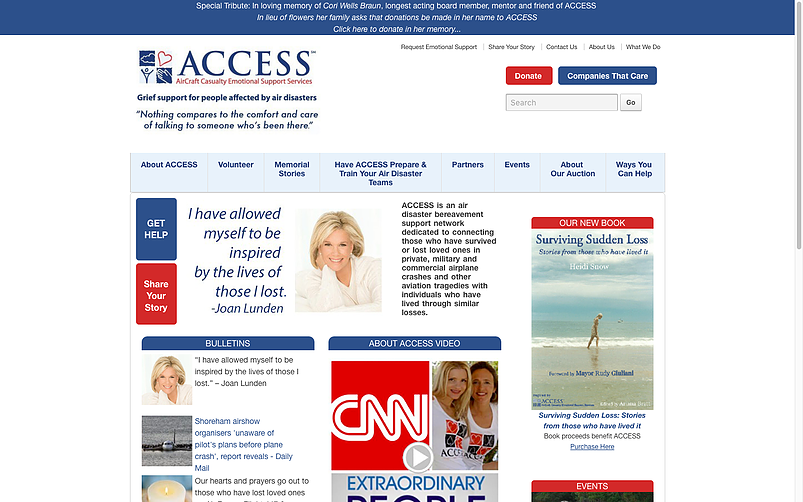 Special Tribute: In loving memory of Cori Wells Braun, longest acting board member, mentor and friend of ACCESS
In lieu of flowers her family asks that donations be made in her name to ACCESS
Click here to donate in her memory...
Request Emotional Support
Share Your Story
Contact Us
About Us
What We Do
ACCESS
AirCraft Casualty Emotional Support Services
Grief support for people affected by air disasters
"Nothing compares to the comfort and care
of talking to someone who's been there."
Donate
Companies That Care
Search
Go
About ACCESS
Volunteer
Memorial
Stories
Have ACCESS Prepare &
Train Your Air Disaster
Teams
Partners
Events
About
Our Auction
Ways You
Can Help
GET
HELP
Share
Your
Story
I have allowed
myself to be
inspired
by the lives of
those I lost.
-Joan Lunden
ACCESS is an air
disaster bereavement
support network
dedicated to connecting
those who have survived
or lost loved ones in
private, military and
commercial airplane
crashes and other
aviation tragedies with
individuals who have
lived through similar
losses.
OUR NEW BOOK
Surviving Sudden Loss
Stories from those who have lived it
Heidi Snow
Foreword by Mayor Rudy Giuliani
ACCESS
Surviving Sudden Loss: Stories
from those who have lived it
Book proceeds benefit ACCESS
Purchase Here
EVENTS
BULLETINS
"I have allowed myself to be
inspired by the lives of those I
lost." – Joan Lunden
Shoreham airshow
organisers 'unaware of
pilot's plans before plane
crash', report reveals - Daily
Mail
Our hearts and prayers go out to
those who have lost loved ones
ABOUT ACCESS VIDEO
CNN
ACCESS
ACCESS
EXTRAORDINARY
PEOPLE